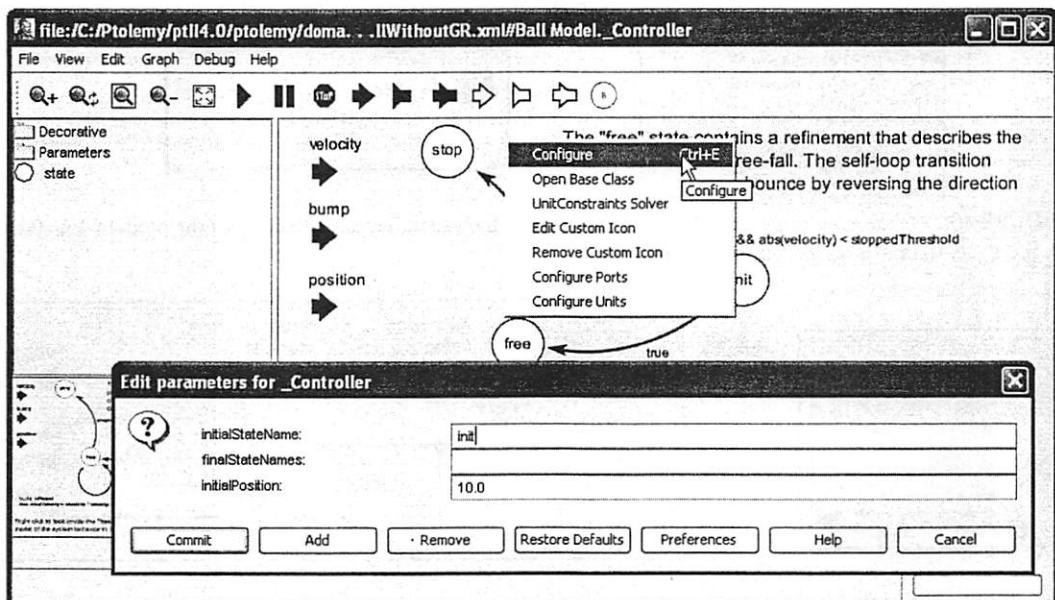 file:/C:/Ptolemy/ptII4.0/ptolemy/doma. . .llWithoutGR.xml#Ball Model._Controller
File View Edit Graph Debug Help
STOP
Decorative
Parameters
state
velocity
bump
position
stop
The "free" state contains a refinement that describes the
ree-fall. The self-loop transition
bounce by reversing the direction
Configure Ctrl+E
Open Base Class
UnitConstraints Solver
Edit Custom Icon
Remove Custom Icon
Configure Ports
Configure Units
Configure
&& abs(velocity) < stoppedThreshold
nit
free
true
Edit parameters for _Controller
initialStateName: init
finalStateNames:
initialPosition: 10.0
Commit Add Remove Restore Defaults Preferences Help Cancel